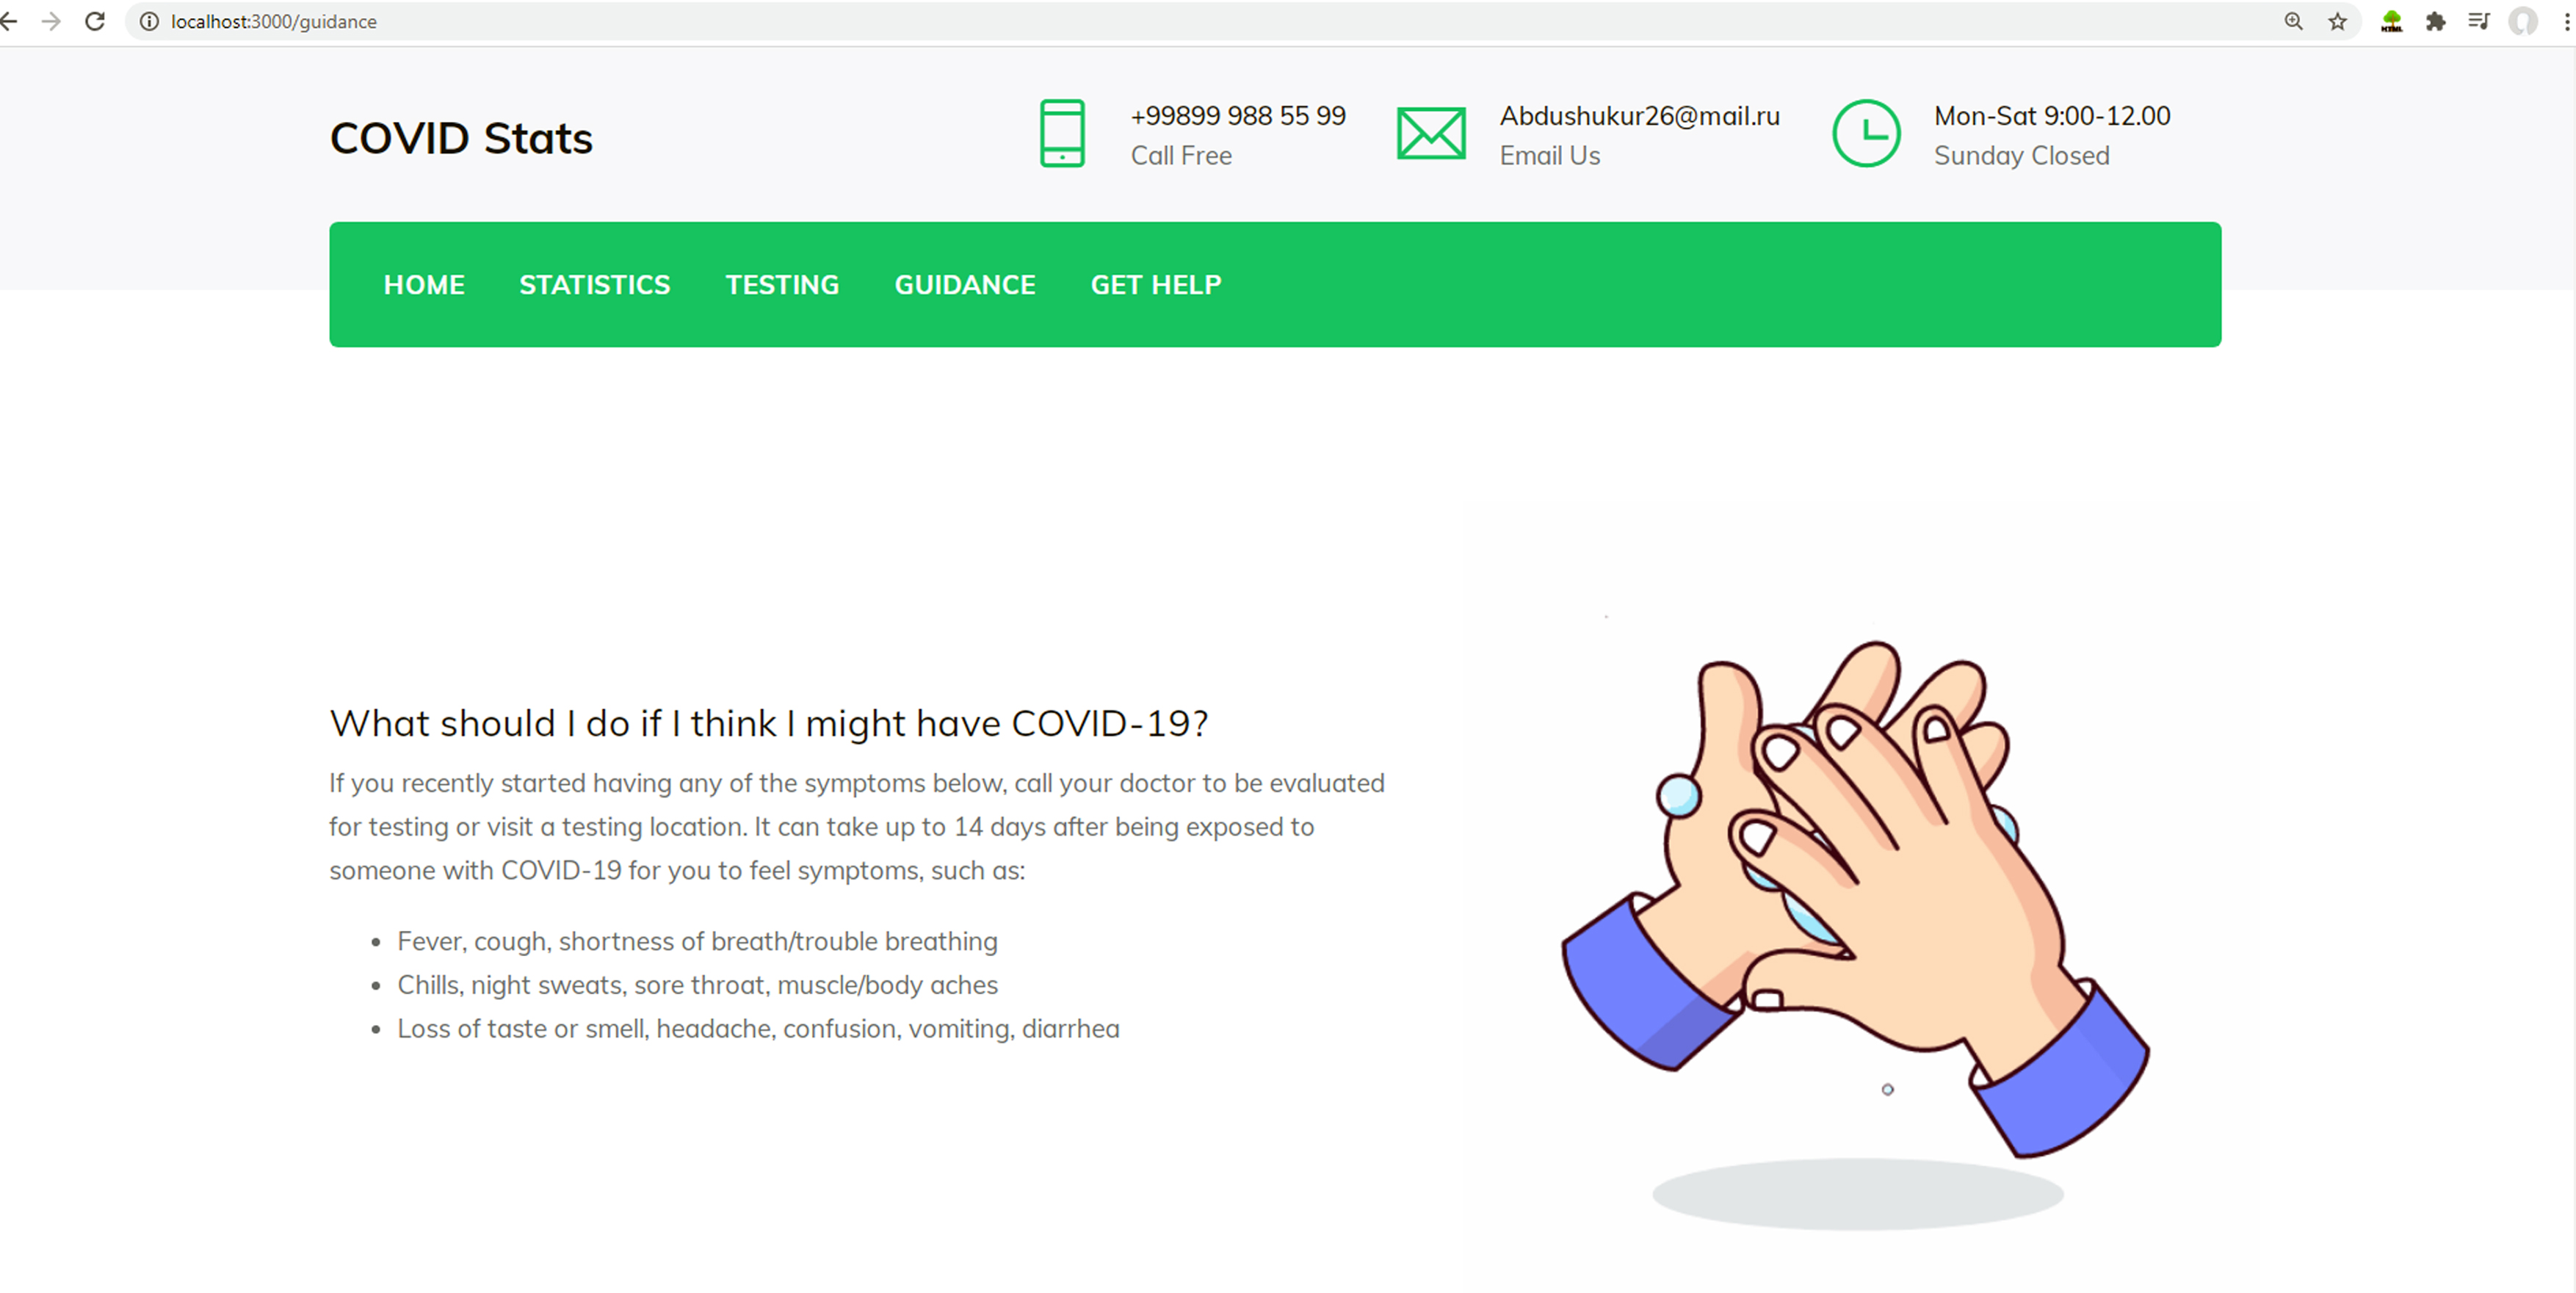 localhost:3000/guidance
COVID Stats
+99899 988 55 99
Call Free
Abdushukur26@mail.ru
Email Us
Mon-Sat 9:00-12.00
Sunday Closed
HOME STATISTICS TESTING GUIDANCE GET HELP
What should I do if I think I might have COVID-19?
If you recently started having any of the symptoms below, call your doctor to be evaluated
for testing or visit a testing location. It can take up to 14 days after being exposed to
someone with COVID-19 for you to feel symptoms, such as:
• Fever, cough, shortness of breath/trouble breathing
• Chills, night sweats, sore throat, muscle/body aches
• Loss of taste or smell, headache, confusion, vomiting, diarrhea